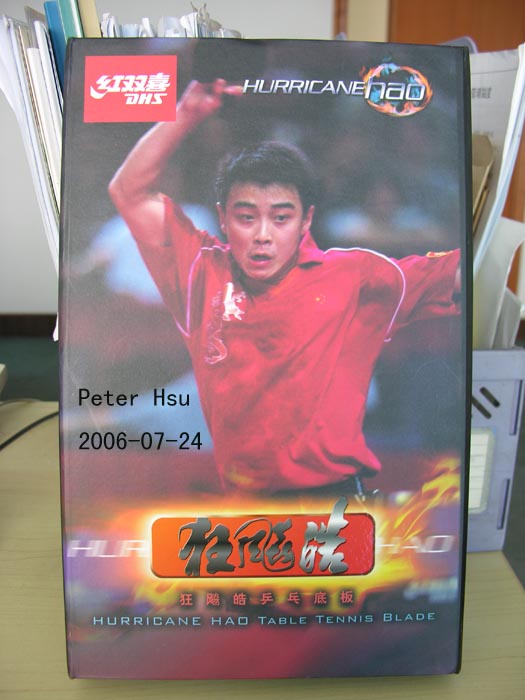 红双喜
DHS
HURRICANE hao
Peter Hsu
2006-07-24
狂飚皓
HURR HAO
狂飚皓乒乓底板
HURRICANE HAO TABLE TENNIS BLADE